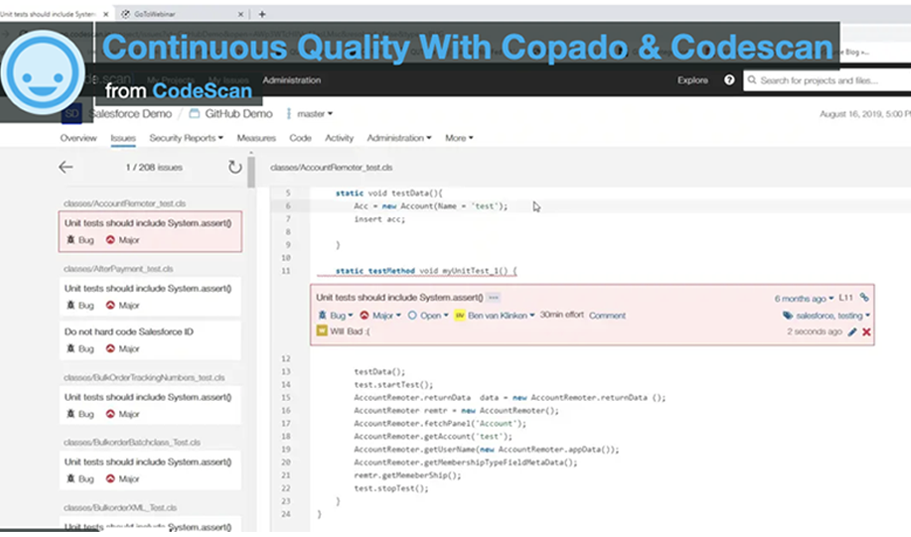 Unit tests should include System × GoToWebinar × +
Continuous Quality With Copado & Codescan
from CodeScan
My Projects My Issues Administration Explore ? Search for projects and files...
SD Salesforce Demo / GitHub Demo master August 16, 2019, 5:00
Overview Issues Security Reports Measures Code Activity Administration More
1 / 208 issues
classes/AccountRemoter_test.cls
classes/AccountRemoter_test.cls
Unit tests should include System.assert()
Bug Major
classes/AfterPayment_test.cls
Unit tests should include System.assert()
Bug Major
Do not hard code Salesforce ID
Bug Major
classes/BulkOrderTrackingNumbers_test.cls
Unit tests should include System.assert()
Bug Major
classes/BulkorderBatchclass_Test.cls
Unit tests should include System.assert()
Bug Major
classes/BulkorderXML_Test.cls
Unit tests should include System.assert()
5 static void testData(){
6 Acc = new Account(Name = 'test');
7 insert acc;
8
9 }
10
11 static testMethod void myUnitTest_1() {
Unit tests should include System.assert() ... 6 months ago L11
Bug Major Open Ben van Klinken 30min effort Comment salesforce, testing
Will Bad :( 2 seconds ago
12
13 testData();
14 test.startTest();
15 AccountRemoter.returnData data = new AccountRemoter.returnData ();
16 AccountRemoter remtr = new AccountRemoter();
17 AccountRemoter.fetchPanel('Account');
18 AccountRemoter.getAccount('test');
19 AccountRemoter.getUserName(new AccountRemoter.appData());
20 AccountRemoter.getMembershipTypeFieldMetaData();
21 remtr.getMemeberShip();
22 test.stopTest();
23 }
24 }